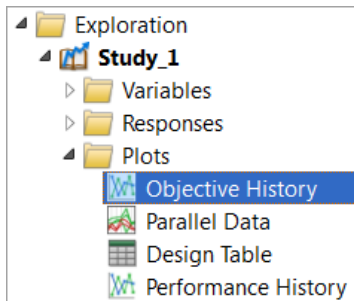 Exploration
Study_1
Variables
Responses
Plots
Objective History
Parallel Data
Design Table
Performance History